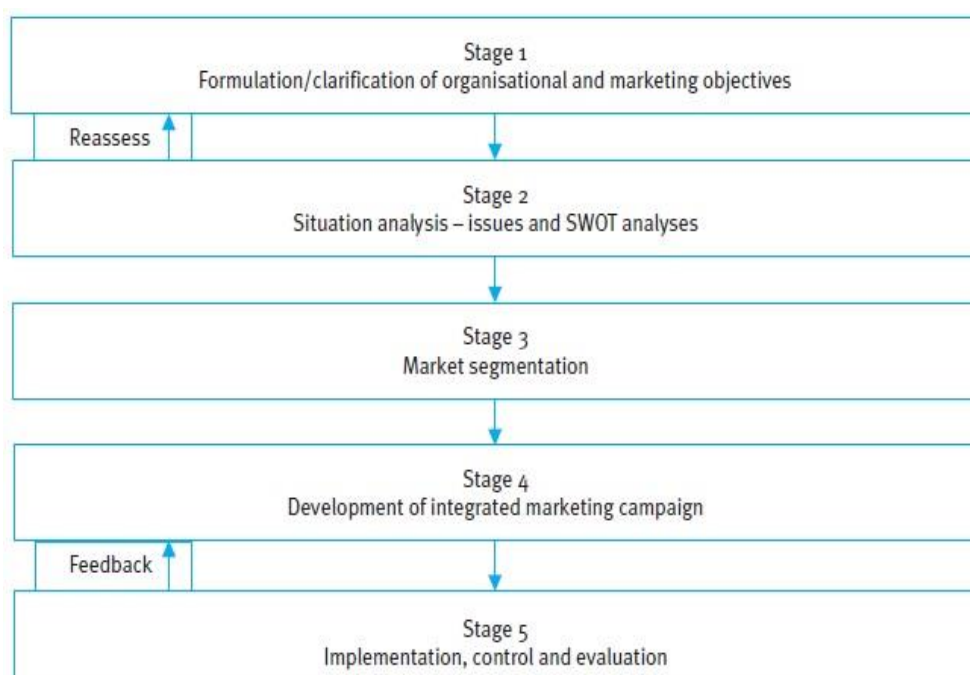 Stage 1
Formulation/clarification of organisational and marketing objectives
Reassess
Stage 2
Situation analysis – issues and SWOT analyses
Stage 3
Market segmentation
Stage 4
Development of integrated marketing campaign
Feedback
Stage 5
Implementation, control and evaluation